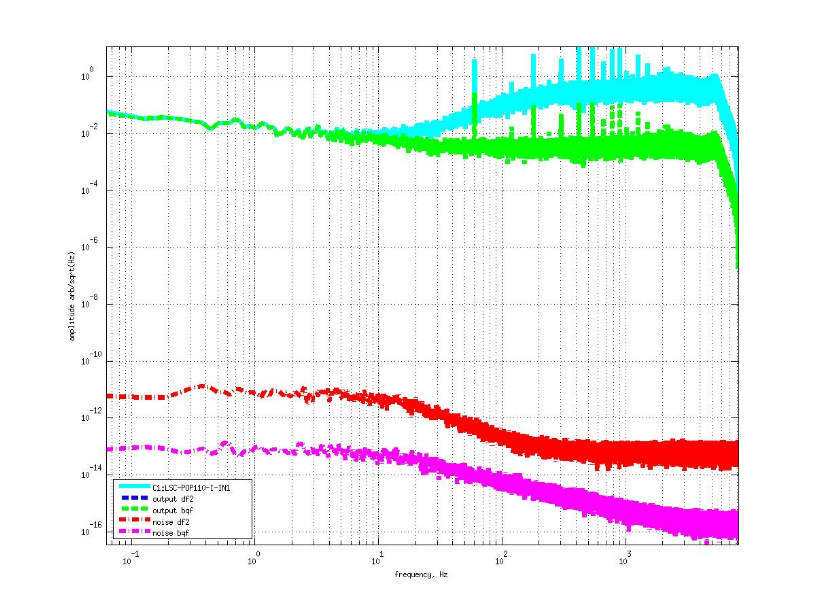 10^0
10^-2
10^-4
10^-6
10^-8
10^-10
10^-12
10^-14
10^-16
amplitude arb/sqrt(Hz)
C1:LSC-POP110-I-IN1
output df2
output bqf
noise df2
noise bqf
10^-1
10^0
10^1
10^2
10^3
frequency, Hz